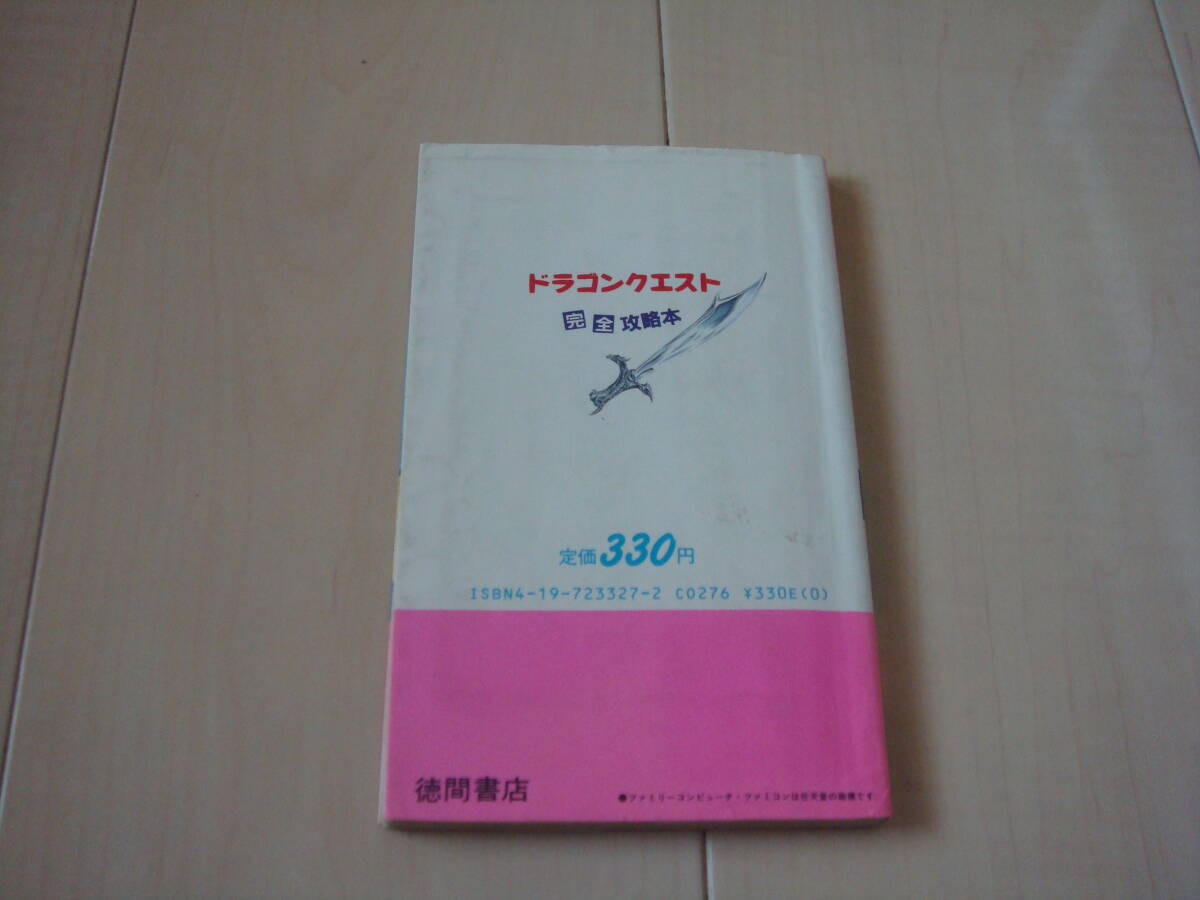 ドラゴンクエスト
完全攻略本
定価330円
ISBN4-19-723327-2 C0276 ¥330E(0)
徳間書店
●ファミリーコンピュータ・ファミコンは任天堂の商標です